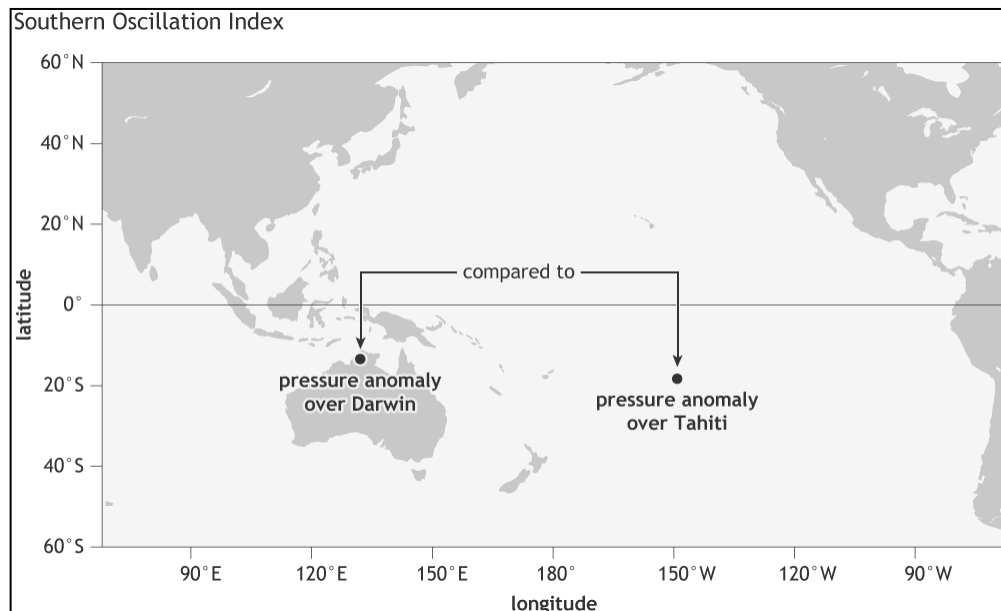 Southern Oscillation Index
60°N
40°N
20°N
0°
20°S
40°S
60°S
latitude
compared to
pressure anomaly
over Darwin
pressure anomaly
over Tahiti
90°E
120°E
150°E
180°
150°W
120°W
90°W
longitude